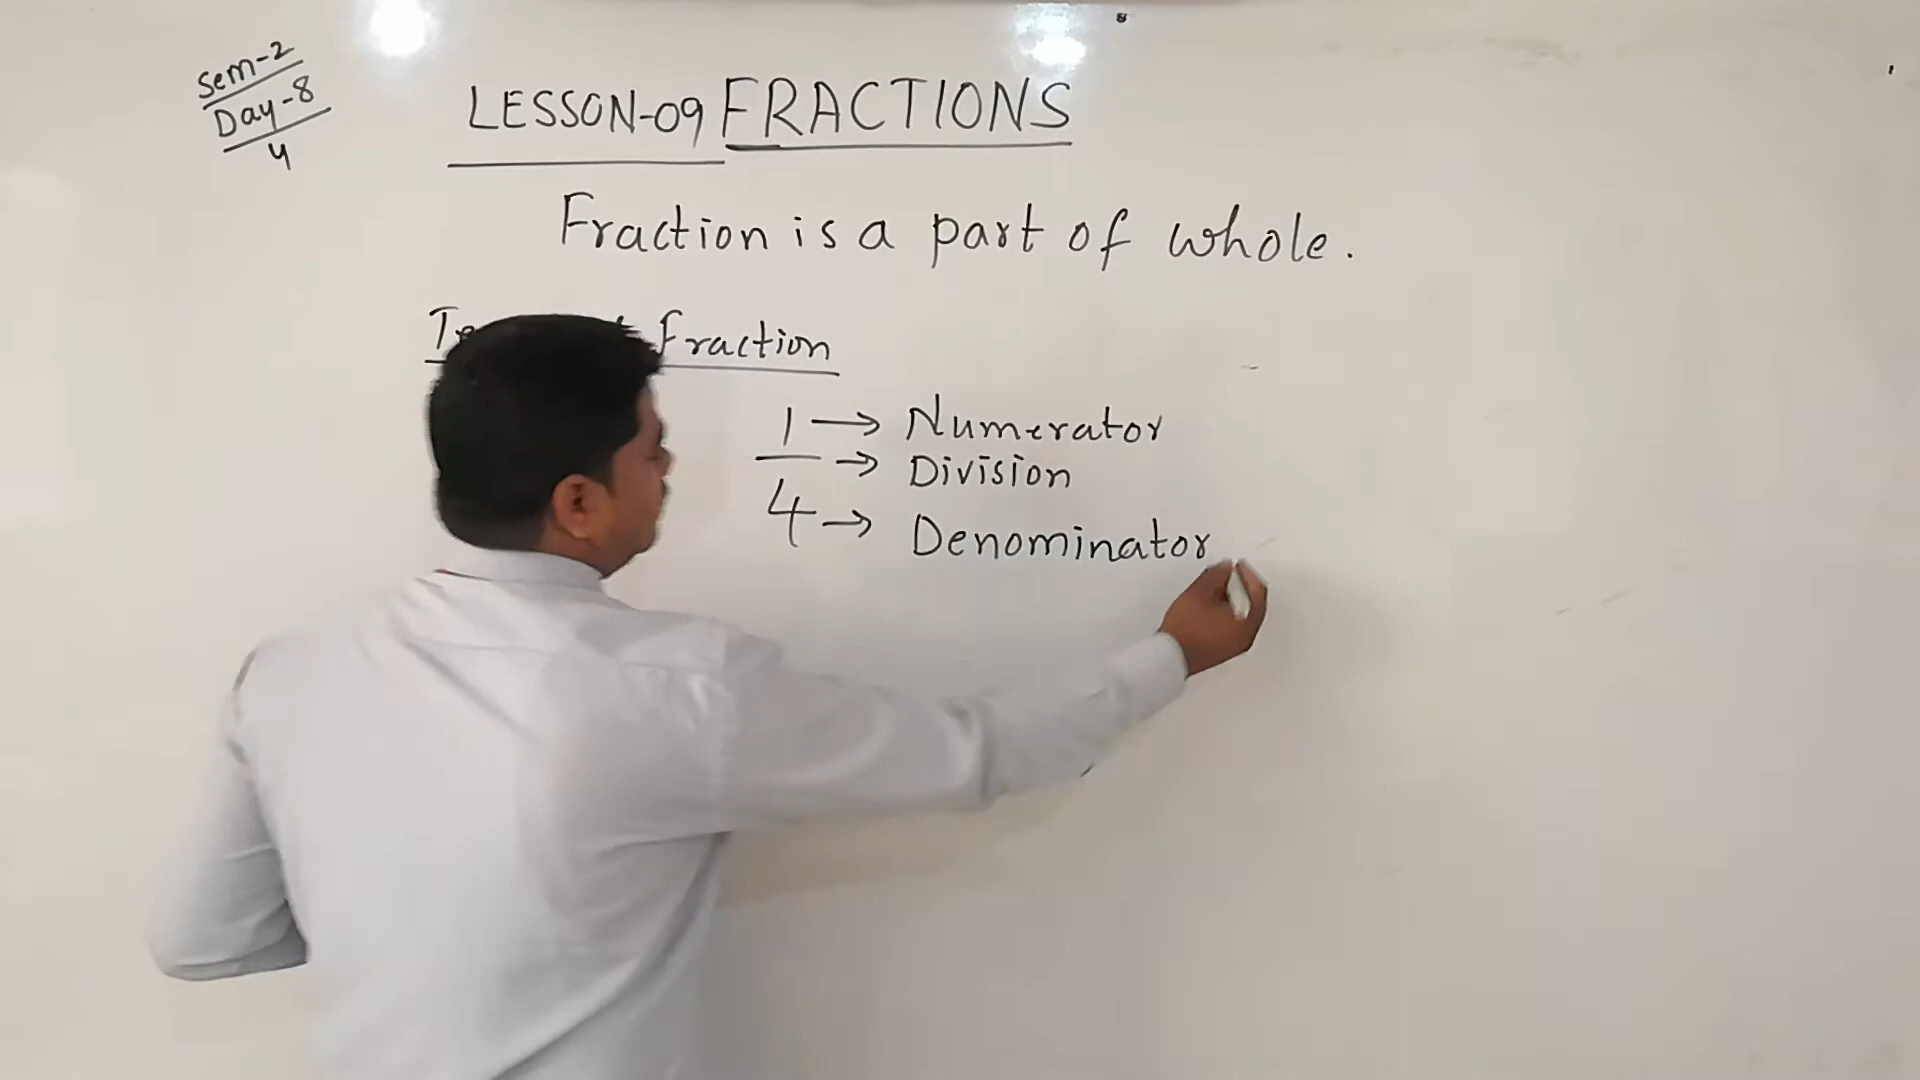 Sem-2
Day-8
4
LESSON-09 FRACTIONS
Fraction is a part of whole.
Fraction
1 → Numerator
→ Division
4 → Denominator